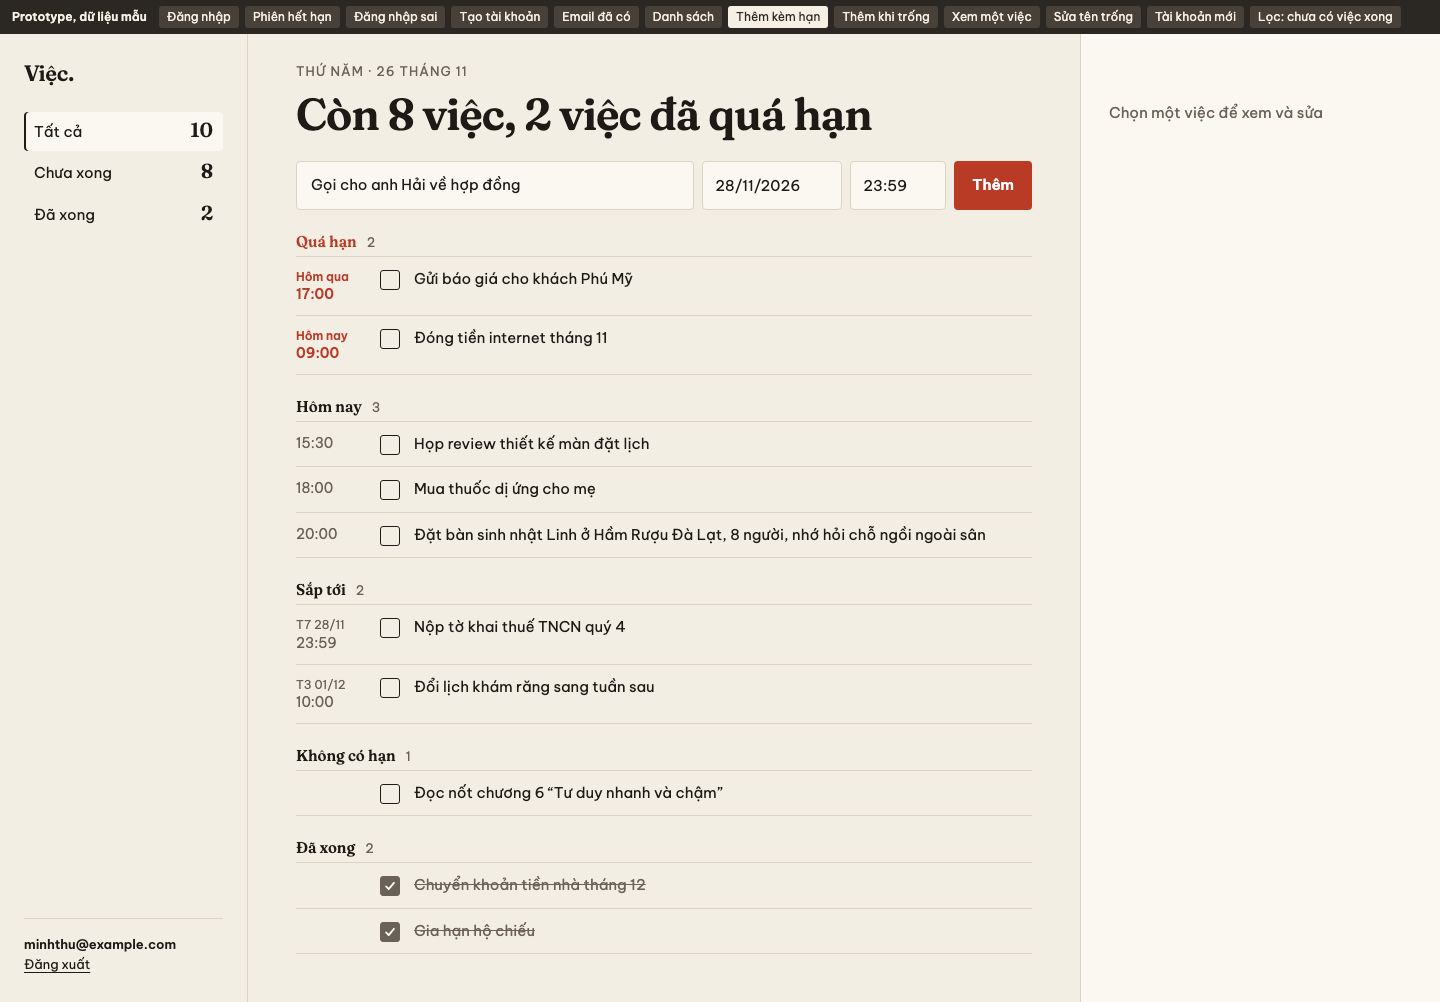 Prototype, dữ liệu mẫu Đăng nhập Phiên hết hạn Đăng nhập sai Tạo tài khoản Email đã có Danh sách Thêm kèm hạn Thêm khi trống Xem một việc Sửa tên trống Tài khoản mới Lọc: chưa có việc xong
Việc.
Tất cả 10
Chưa xong 8
Đã xong 2
minhthu@example.com
Đăng xuất
THỨ NĂM · 26 THÁNG 11
Còn 8 việc, 2 việc đã quá hạn
Gọi cho anh Hải về hợp đồng 28/11/2026 23:59 Thêm
Quá hạn 2
Hôm qua
17:00 Gửi báo giá cho khách Phú Mỹ
Hôm nay
09:00 Đóng tiền internet tháng 11
Hôm nay 3
15:30 Họp review thiết kế màn đặt lịch
18:00 Mua thuốc dị ứng cho mẹ
20:00 Đặt bàn sinh nhật Linh ở Hầm Rượu Đà Lạt, 8 người, nhớ hỏi chỗ ngồi ngoài sân
Sắp tới 2
T7 28/11
23:59 Nộp tờ khai thuế TNCN quý 4
T3 01/12
10:00 Đổi lịch khám răng sang tuần sau
Không có hạn 1
Đọc nốt chương 6 “Tư duy nhanh và chậm”
Đã xong 2
Chuyển khoản tiền nhà tháng 12
Gia hạn hộ chiếu
Chọn một việc để xem và sửa